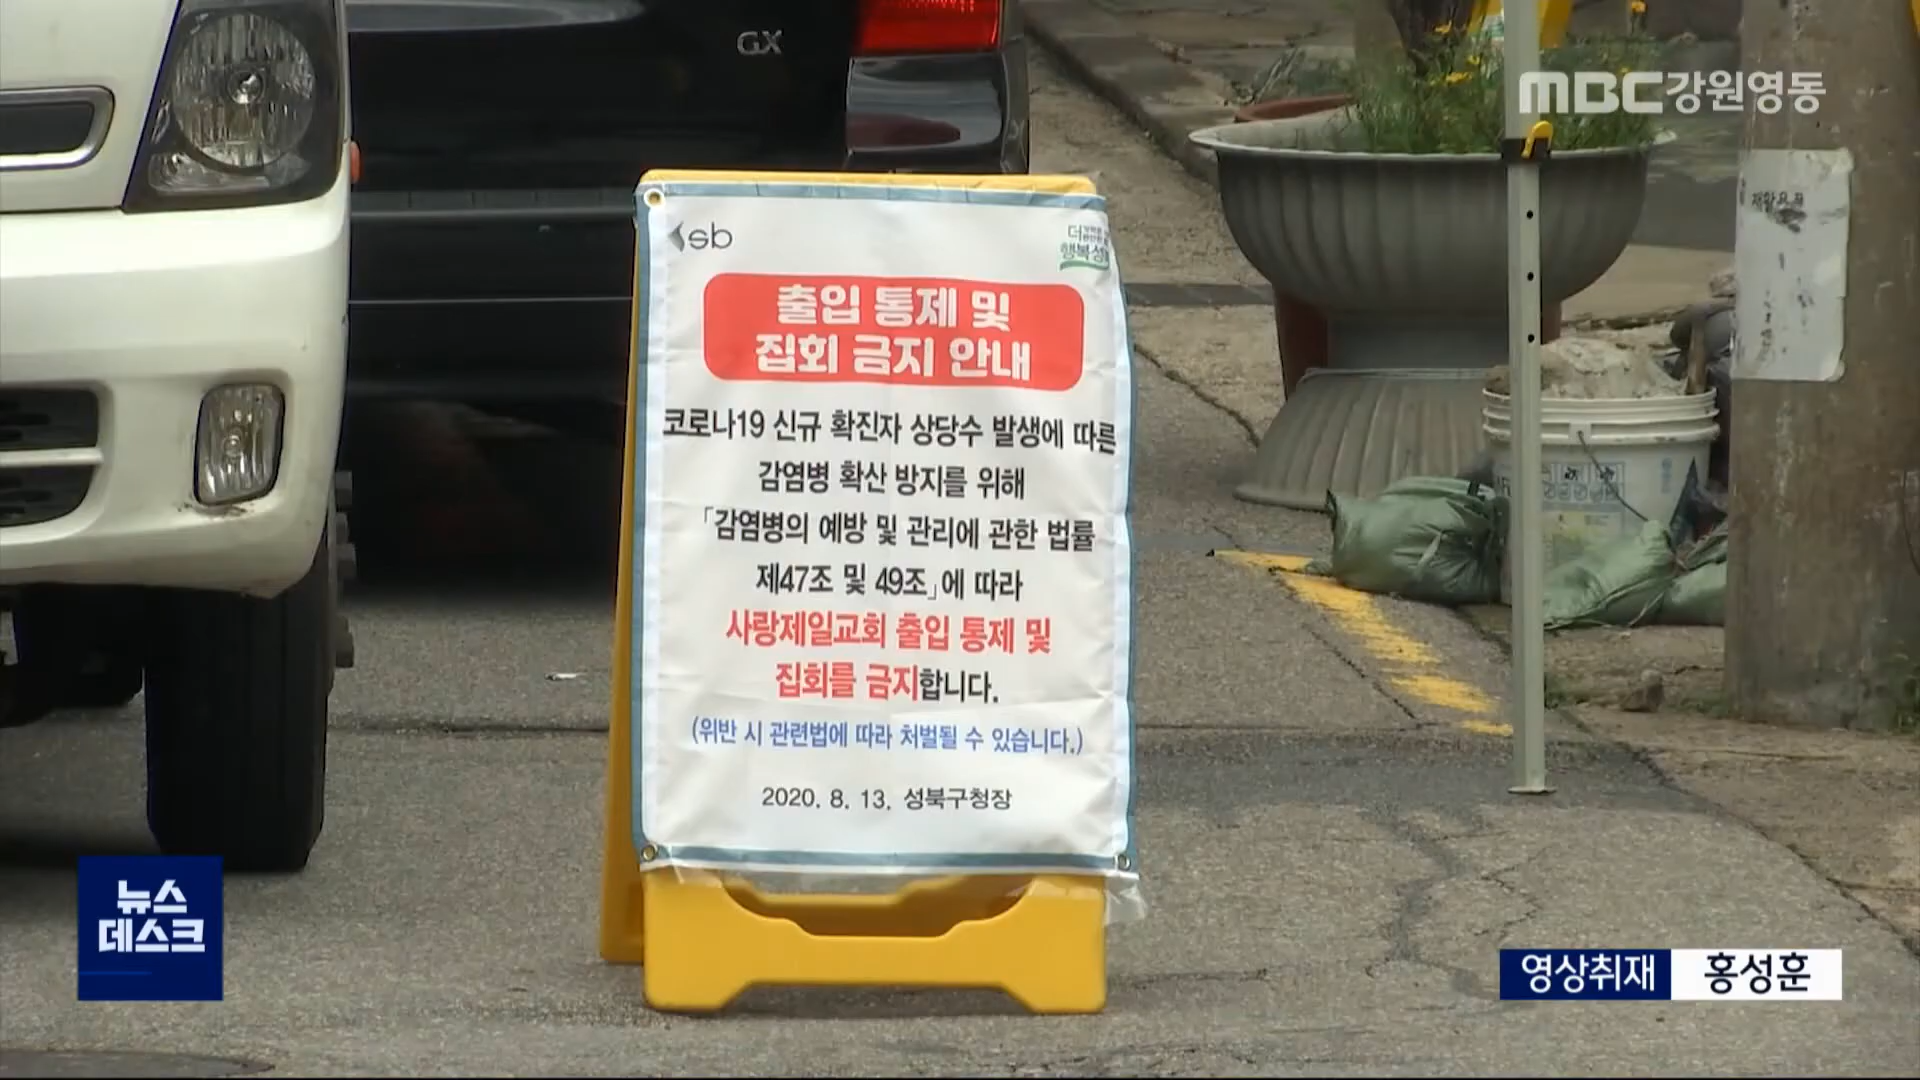 GX
MBC강원영동
sb
더
행복성
출입 통제 및
집회 금지 안내
코로나19 신규 확진자 상당수 발생에 따른
감염병 확산 방지를 위해
「감염병의 예방 및 관리에 관한 법률
제47조 및 49조」에 따라
사랑제일교회 출입 통제 및
집회를 금지합니다.
(위반 시 관련법에 따라 처벌될 수 있습니다.)
2020. 8. 13. 성북구청장
뉴스
데스크
영상취재 홍성훈